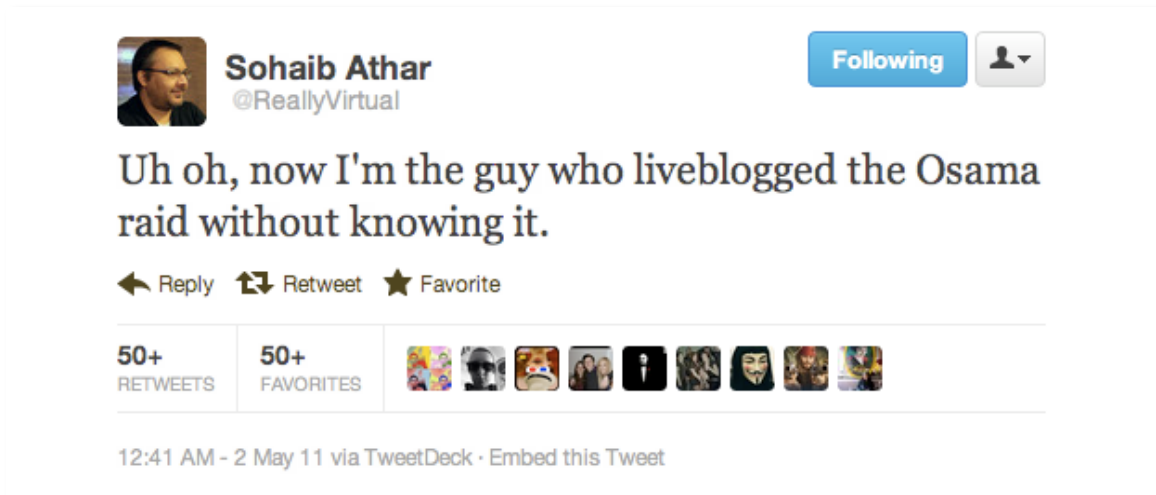 Sohaib Athar
Following
@ReallyVirtual
Uh oh, now I'm the guy who liveblogged the Osama
raid without knowing it.
Reply Retweet Favorite
50+ 50+
RETWEETS FAVORITES
12:41 AM - 2 May 11 via TweetDeck · Embed this Tweet